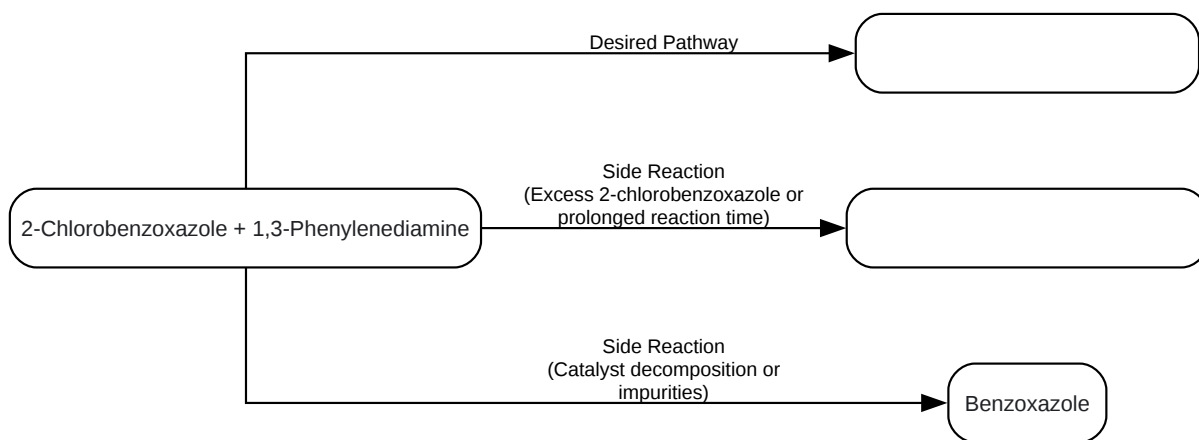 Desired Pathway
Side Reaction
(Excess 2-chlorobenzoxazole or
prolonged reaction time)
2-Chlorobenzoxazole + 1,3-Phenylenediamine
Side Reaction
(Catalyst decomposition or
impurities)
Benzoxazole